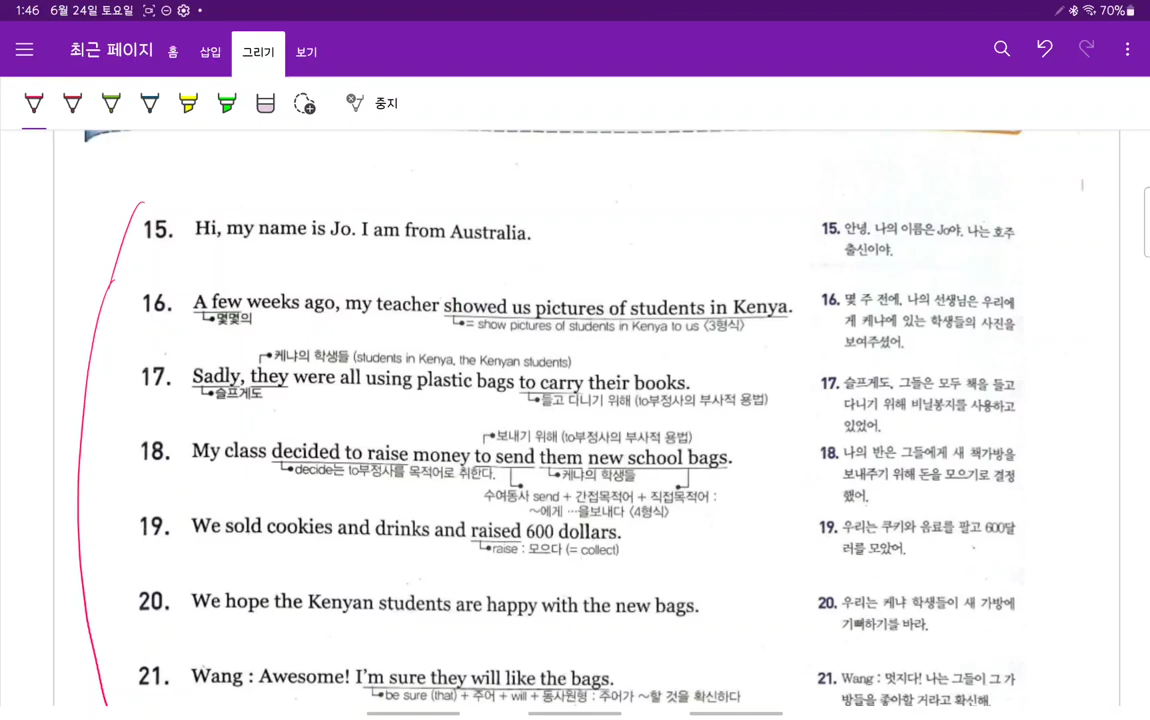 1:46 6월 24일 토요일 70%
최근 페이지 홈 삽입 그리기 보기
중지
15. Hi, my name is Jo. I am from Australia.
15. 안녕. 나의 이름은 Jo야. 나는 호주
출신이야.
16. A few weeks ago, my teacher showed us pictures of students in Kenya.
몇몇의
= show pictures of students in Kenya to us 〈3형식〉
16. 몇 주 전에, 나의 선생님은 우리에
게 케냐에 있는 학생들의 사진을
보여주셨어.
케냐의 학생들 (students in Kenya, the Kenyan students)
17. Sadly, they were all using plastic bags to carry their books.
슬프게도
들고 다니기 위해 (to부정사의 부사적 용법)
17. 슬프게도, 그들은 모두 책을 들고
다니기 위해 비닐봉지를 사용하고
있었어.
보내기 위해 (to부정사의 부사적 용법)
18. My class decided to raise money to send them new school bags.
decide는 to부정사를 목적어로 취한다.
케냐의 학생들
수여동사 send + 간접목적어 + 직접목적어 :
~에게 …을보내다 〈4형식〉
18. 나의 반은 그들에게 새 책가방을
보내주기 위해 돈을 모으기로 결정
했어.
19. We sold cookies and drinks and raised 600 dollars.
raise : 모으다 (= collect)
19. 우리는 쿠키와 음료를 팔고 600달
러를 모았어.
20. We hope the Kenyan students are happy with the new bags.
20. 우리는 케냐 학생들이 새 가방에
기뻐하기를 바라.
21. Wang : Awesome! I'm sure they will like the bags.
be sure (that) + 주어 + will + 동사원형 : 주어가 ~할 것을 확신하다
21. Wang : 멋지다! 나는 그들이 그 가
방들을 좋아할 거라고 확신해.